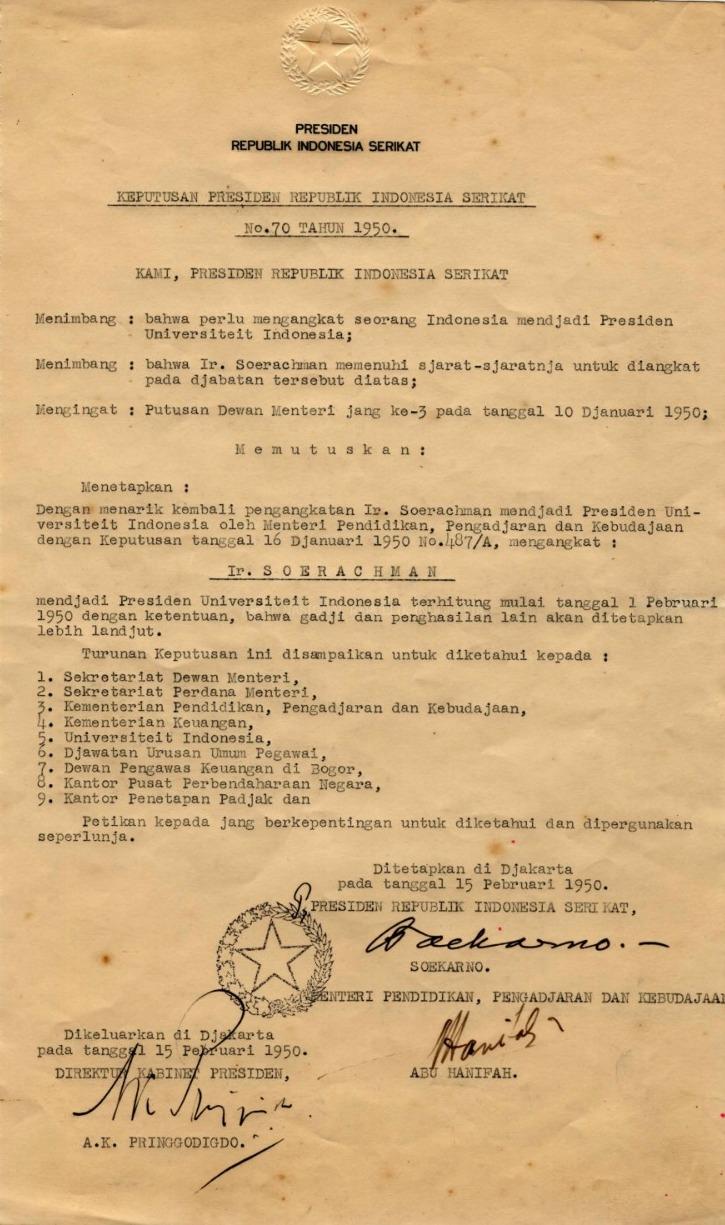 PRESIDEN
REPUBLIK INDONESIA SERIKAT
KEPUTUSAN PRESIDEN REPUBLIK INDONESIA SERIKAT
No.70 TAHUN 1950.
KAMI, PRESIDEN REPUBLIK INDONESIA SERIKAT
Menimbang : bahwa perlu mengangkat seorang Indonesia mendjadi Presiden
Universiteit Indonesia;
Menimbang : bahwa Ir. Soerachman memenuhi sjarat-sjaratnja untuk diangkat
pada djabatan tersebut diatas;
Mengingat : Putusan Dewan Menteri jang ke-3 pada tanggal 10 Djanuari 1950;
M e m u t u s k a n :
Menetapkan :
Dengan menarik kembali pengangkatan Ir. Soerachman mendjadi Presiden Uni-
versiteit Indonesia oleh Menteri Pendidikan, Pengadjaran dan Kebudajaan
dengan Keputusan tanggal 16 Djanuari 1950 No.487/A, mengangkat :
Ir. S O E R A C H M A N
mendjadi Presiden Universiteit Indonesia terhitung mulai tanggal 1 Pebruari
1950 dengan ketentuan, bahwa gadji dan penghasilan lain akan ditetapkan
lebih landjut.
Turunan Keputusan ini disampaikan untuk diketahui kepada :
1. Sekretariat Dewan Menteri,
2. Sekretariat Perdana Menteri,
3. Kementerian Pendidikan, Pengadjaran dan Kebudajaan,
4. Kementerian Keuangan,
5. Universiteit Indonesia,
6. Djawatan Urusan Umum Pegawai,
7. Dewan Pengawas Keuangan di Bogor,
8. Kantor Pusat Perbendaharaan Negara,
9. Kantor Penetapan Padjak dan
Petikan kepada jang berkepentingan untuk diketahui dan dipergunakan
seperlunja.
Ditetapkan di Djakarta
pada tanggal 15 Pebruari 1950.
PRESIDEN REPUBLIK INDONESIA SERIKAT,
Soekarno.-
SOEKARNO.
MENTERI PENDIDIKAN, PENGADJARAN DAN KEBUDAJAAN
Hanifah
ABU HANIFAH.
Dikeluarkan di Djakarta
pada tanggal 15 Pebruari 1950.
DIREKTUR KABINET PRESIDEN,
A.K. PRINGGODIGDO.